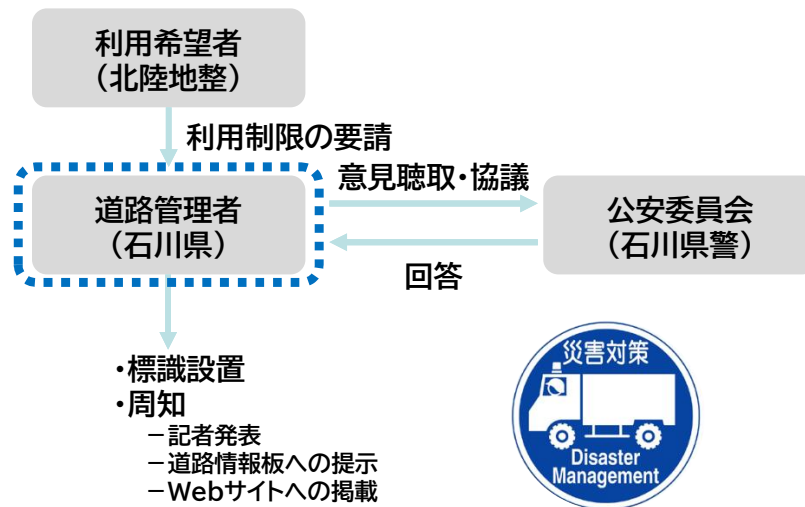 利用希望者
（北陸地整）
利用制限の要請
意見聴取・協議
道路管理者
（石川県）
公安委員会
（石川県警）
回答
・標識設置
・周知
－記者発表
－道路情報板への提示
－Webサイトへの掲載
災害対策
Disaster
Management